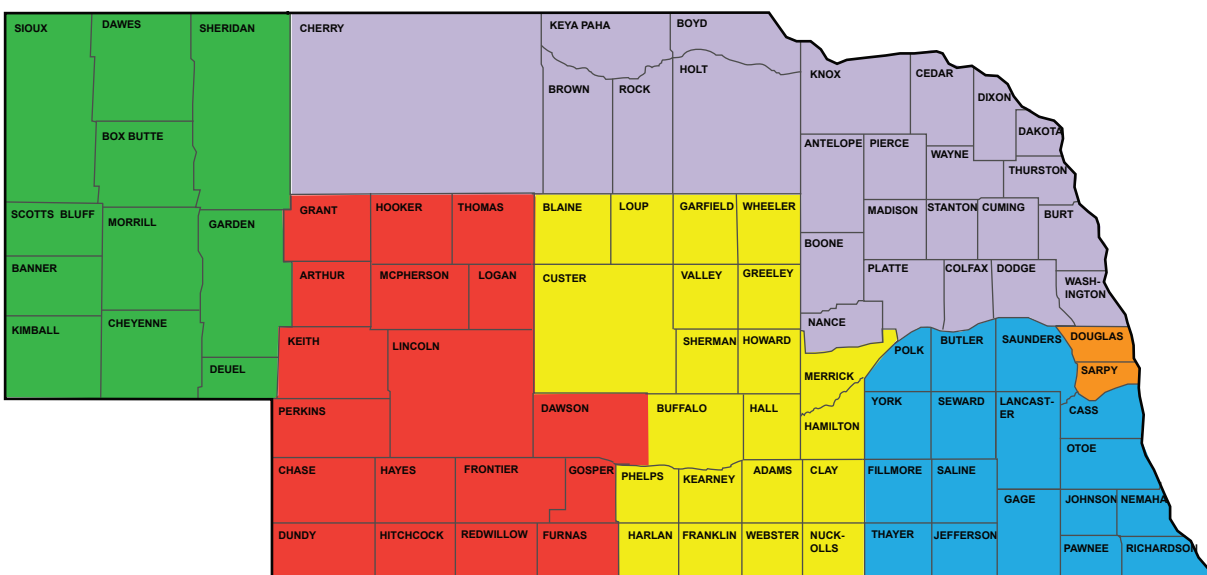 SIOUX
DAWES
SHERIDAN
CHERRY
KEYA PAHA
BOYD
HOLT
KNOX
CEDAR
BROWN
ROCK
DIXON
DAKOTA
BOX BUTTE
ANTELOPE
PIERCE
WAYNE
THURSTON
SCOTTS BLUFF
MORRILL
GARDEN
GRANT
HOOKER
THOMAS
BLAINE
LOUP
GARFIELD
WHEELER
MADISON
STANTON
CUMING
BURT
BOONE
BANNER
ARTHUR
MCPHERSON
LOGAN
CUSTER
VALLEY
GREELEY
PLATTE
COLFAX
DODGE
WASH-
INGTON
KIMBALL
CHEYENNE
NANCE
KEITH
LINCOLN
SHERMAN
HOWARD
POLK
BUTLER
SAUNDERS
DOUGLAS
DEUEL
MERRICK
SARPY
PERKINS
DAWSON
BUFFALO
HALL
HAMILTON
YORK
SEWARD
LANCAST-
ER
CASS
OTOE
CHASE
HAYES
FRONTIER
GOSPER
PHELPS
KEARNEY
ADAMS
CLAY
FILLMORE
SALINE
GAGE
JOHNSON
NEMAHA
DUNDY
HITCHCOCK
REDWILLOW
FURNAS
HARLAN
FRANKLIN
WEBSTER
NUCK-
OLLS
THAYER
JEFFERSON
PAWNEE
RICHARDSON